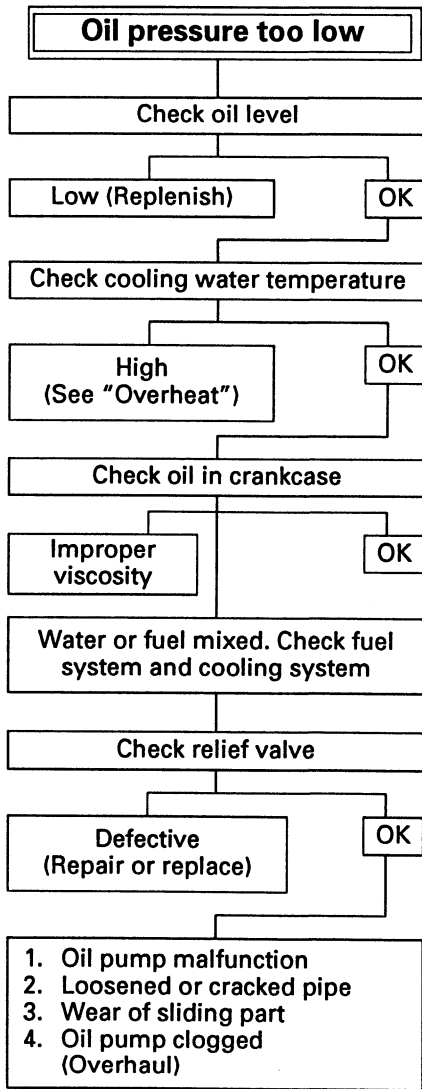 Oil pressure too low
Check oil level
Low (Replenish)
OK
Check cooling water temperature
High
(See “Overheat”)
OK
Check oil in crankcase
Improper
viscosity
OK
Water or fuel mixed. Check fuel
system and cooling system
Check relief valve
Defective
(Repair or replace)
OK
1. Oil pump malfunction
2. Loosened or cracked pipe
3. Wear of sliding part
4. Oil pump clogged
(Overhaul)